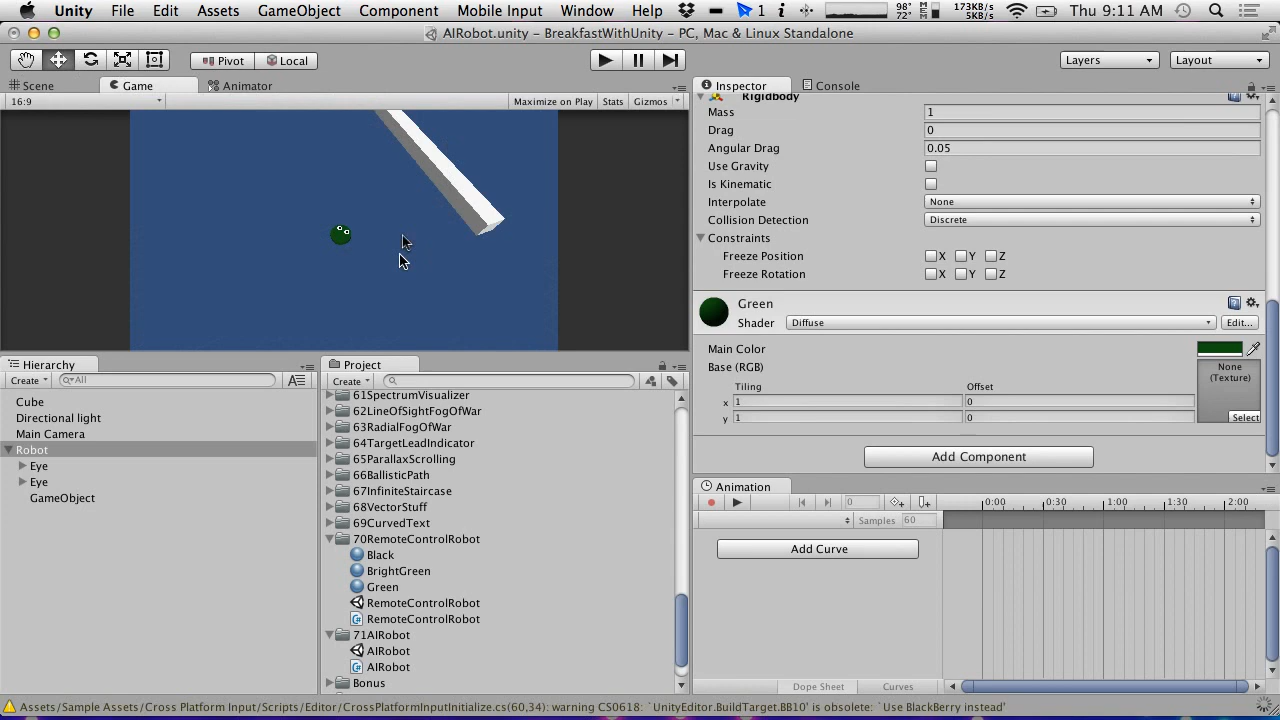 Unity File Edit Assets GameObject Component Mobile Input Window Help 1 98° 72° 173KB/s 5KB/s Thu 9:11 AM
AIRobot.unity - BreakfastWithUnity - PC, Mac & Linux Standalone
Pivot Local Layers Layout
Scene Game Animator Inspector Console
16:9 Maximize on Play Stats Gizmos
Rigidbody
Mass 1
Drag 0
Angular Drag 0.05
Use Gravity
Is Kinematic
Interpolate None
Collision Detection Discrete
Constraints
Freeze Position X Y Z
Freeze Rotation X Y Z
Green
Shader Diffuse Edit...
Main Color
Base (RGB)
None
(Texture)
Tiling Offset
x 1 0
y 1 0
Select
Add Component
Hierarchy
Create All
Cube
Directional light
Main Camera
Robot
Eye
Eye
GameObject
Project
Create
61SpectrumVisualizer
62LineOfSightFogOfWar
63RadialFogOfWar
64TargetLeadIndicator
65ParallaxScrolling
66BallisticPath
67InfiniteStaircase
68VectorStuff
69CurvedText
70RemoteControlRobot
Black
BrightGreen
Green
RemoteControlRobot
RemoteControlRobot
71AIRobot
AIRobot
AIRobot
Bonus
Animation
0 0:00 0:30 1:00 1:30 2:00
Samples 60
Add Curve
Dope Sheet Curves
Assets/Sample Assets/Cross Platform Input/Scripts/Editor/CrossPlatformInputInitialize.cs(60,34): warning CS0618: `UnityEditor.BuildTarget.BB10' is obsolete: `Use BlackBerry instead'